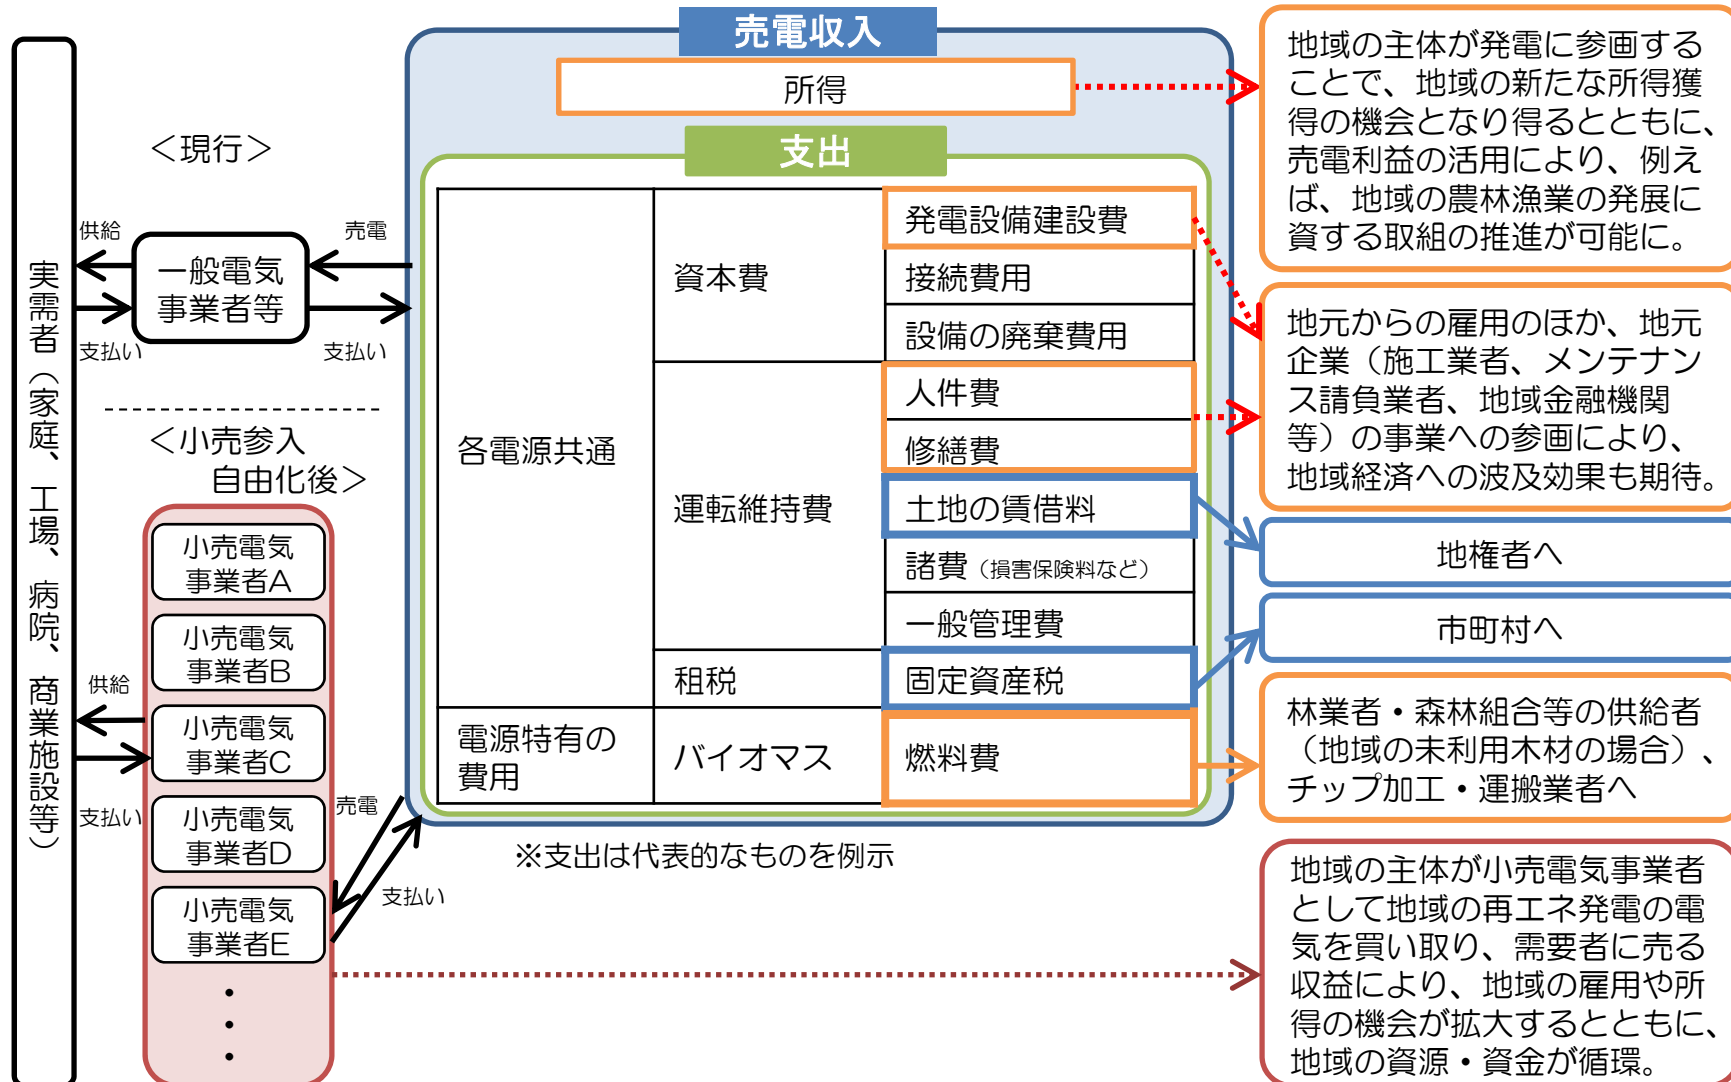 実需者（家庭、工場、病院、商業施設等）
＜現行＞
供給
売電
一般電気
事業者等
支払い
支払い
＜小売参入
自由化後＞
小売電気
事業者A
小売電気
事業者B
供給
小売電気
事業者C
支払い
小売電気
事業者D
小売電気
事業者E
・
・
・
売電
支払い
売電収入
所得
支出
各電源共通
資本費
発電設備建設費
接続費用
設備の廃棄費用
運転維持費
人件費
修繕費
土地の賃借料
諸費（損害保険料など）
一般管理費
租税
固定資産税
電源特有の
費用
バイオマス
燃料費
※支出は代表的なものを例示
地域の主体が発電に参画する
ことで、地域の新たな所得獲
得の機会となり得るとともに、
売電利益の活用により、例え
ば、地域の農林漁業の発展に
資する取組の推進が可能に。
地元からの雇用のほか、地元
企業（施工業者、メンテナン
ス請負業者、地域金融機関
等）の事業への参画により、
地域経済への波及効果も期待。
地権者へ
市町村へ
林業者・森林組合等の供給者
（地域の未利用木材の場合）、
チップ加工・運搬業者へ
地域の主体が小売電気事業者
として地域の再エネ発電の電
気を買い取り、需要者に売る
収益により、地域の雇用や所
得の機会が拡大するとともに、
地域の資源・資金が循環。